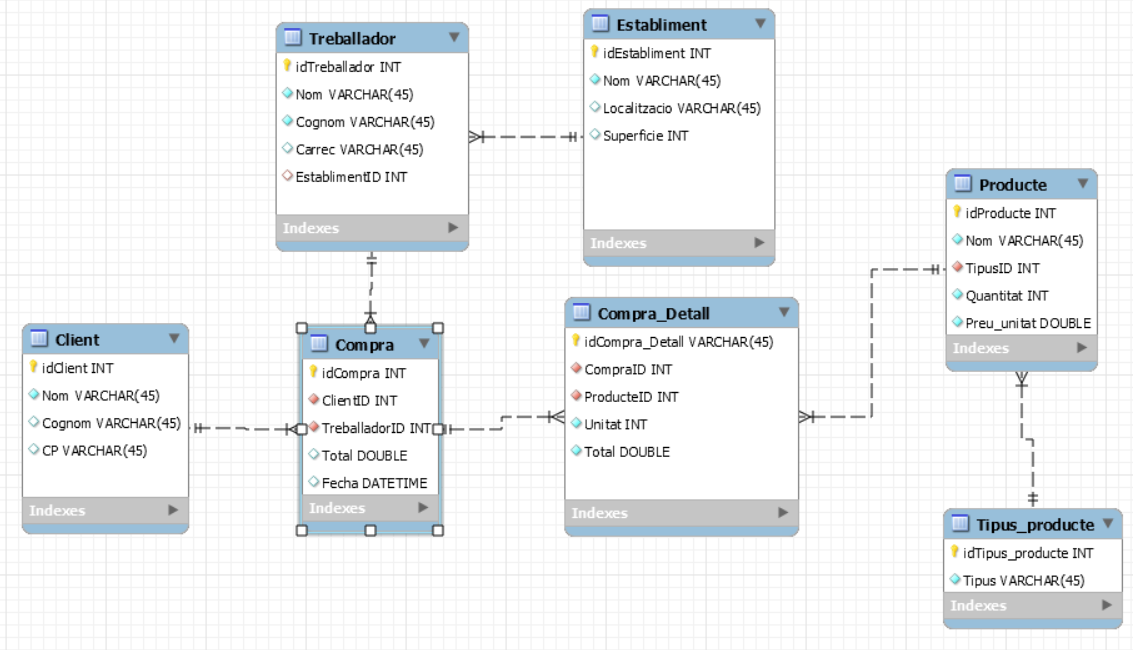 Treballador
idTreballador INT
Nom VARCHAR(45)
Cognom VARCHAR(45)
Carrec VARCHAR(45)
EstablimentID INT
Indexes
Establiment
idEstabliment INT
Nom VARCHAR(45)
Localitzacio VARCHAR(45)
Superficie INT
Indexes
Producte
idProducte INT
Nom VARCHAR(45)
TipusID INT
Quantitat INT
Preu_unitat DOUBLE
Indexes
Client
idClient INT
Nom VARCHAR(45)
Cognom VARCHAR(45)
CP VARCHAR(45)
Indexes
Compra
idCompra INT
ClientID INT
TreballadorID INT
Total DOUBLE
Fecha DATETIME
Indexes
Compra_Detall
idCompra_Detall VARCHAR(45)
CompraID INT
ProducteID INT
Unitat INT
Total DOUBLE
Indexes
Tipus_producte
idTipus_producte INT
Tipus VARCHAR(45)
Indexes